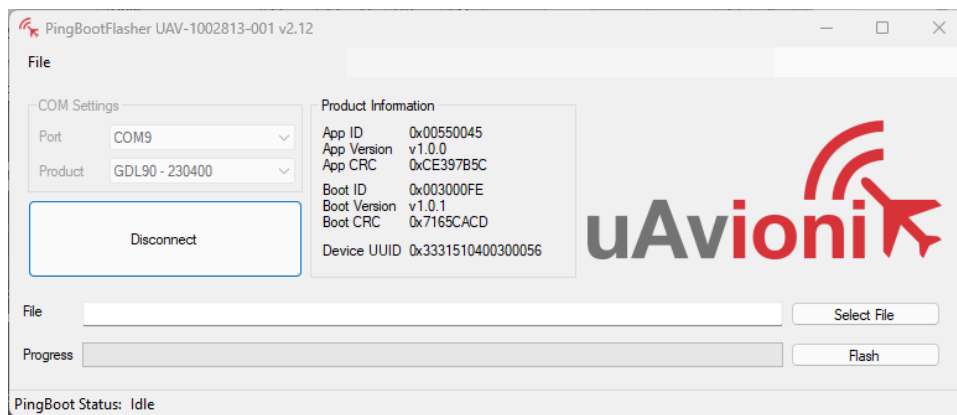 PingBootFlasher UAV-1002813-001 v2.12
File
COM Settings
Port COM9
Product GDL90 - 230400
Disconnect
Product Information
App ID 0x00550045
App Version v1.0.0
App CRC 0xCE397B5C
Boot ID 0x003000FE
Boot Version v1.0.1
Boot CRC 0x7165CACD
Device UUID 0x3331510400300056
uAvionix
File Select File
Progress Flash
PingBoot Status: Idle